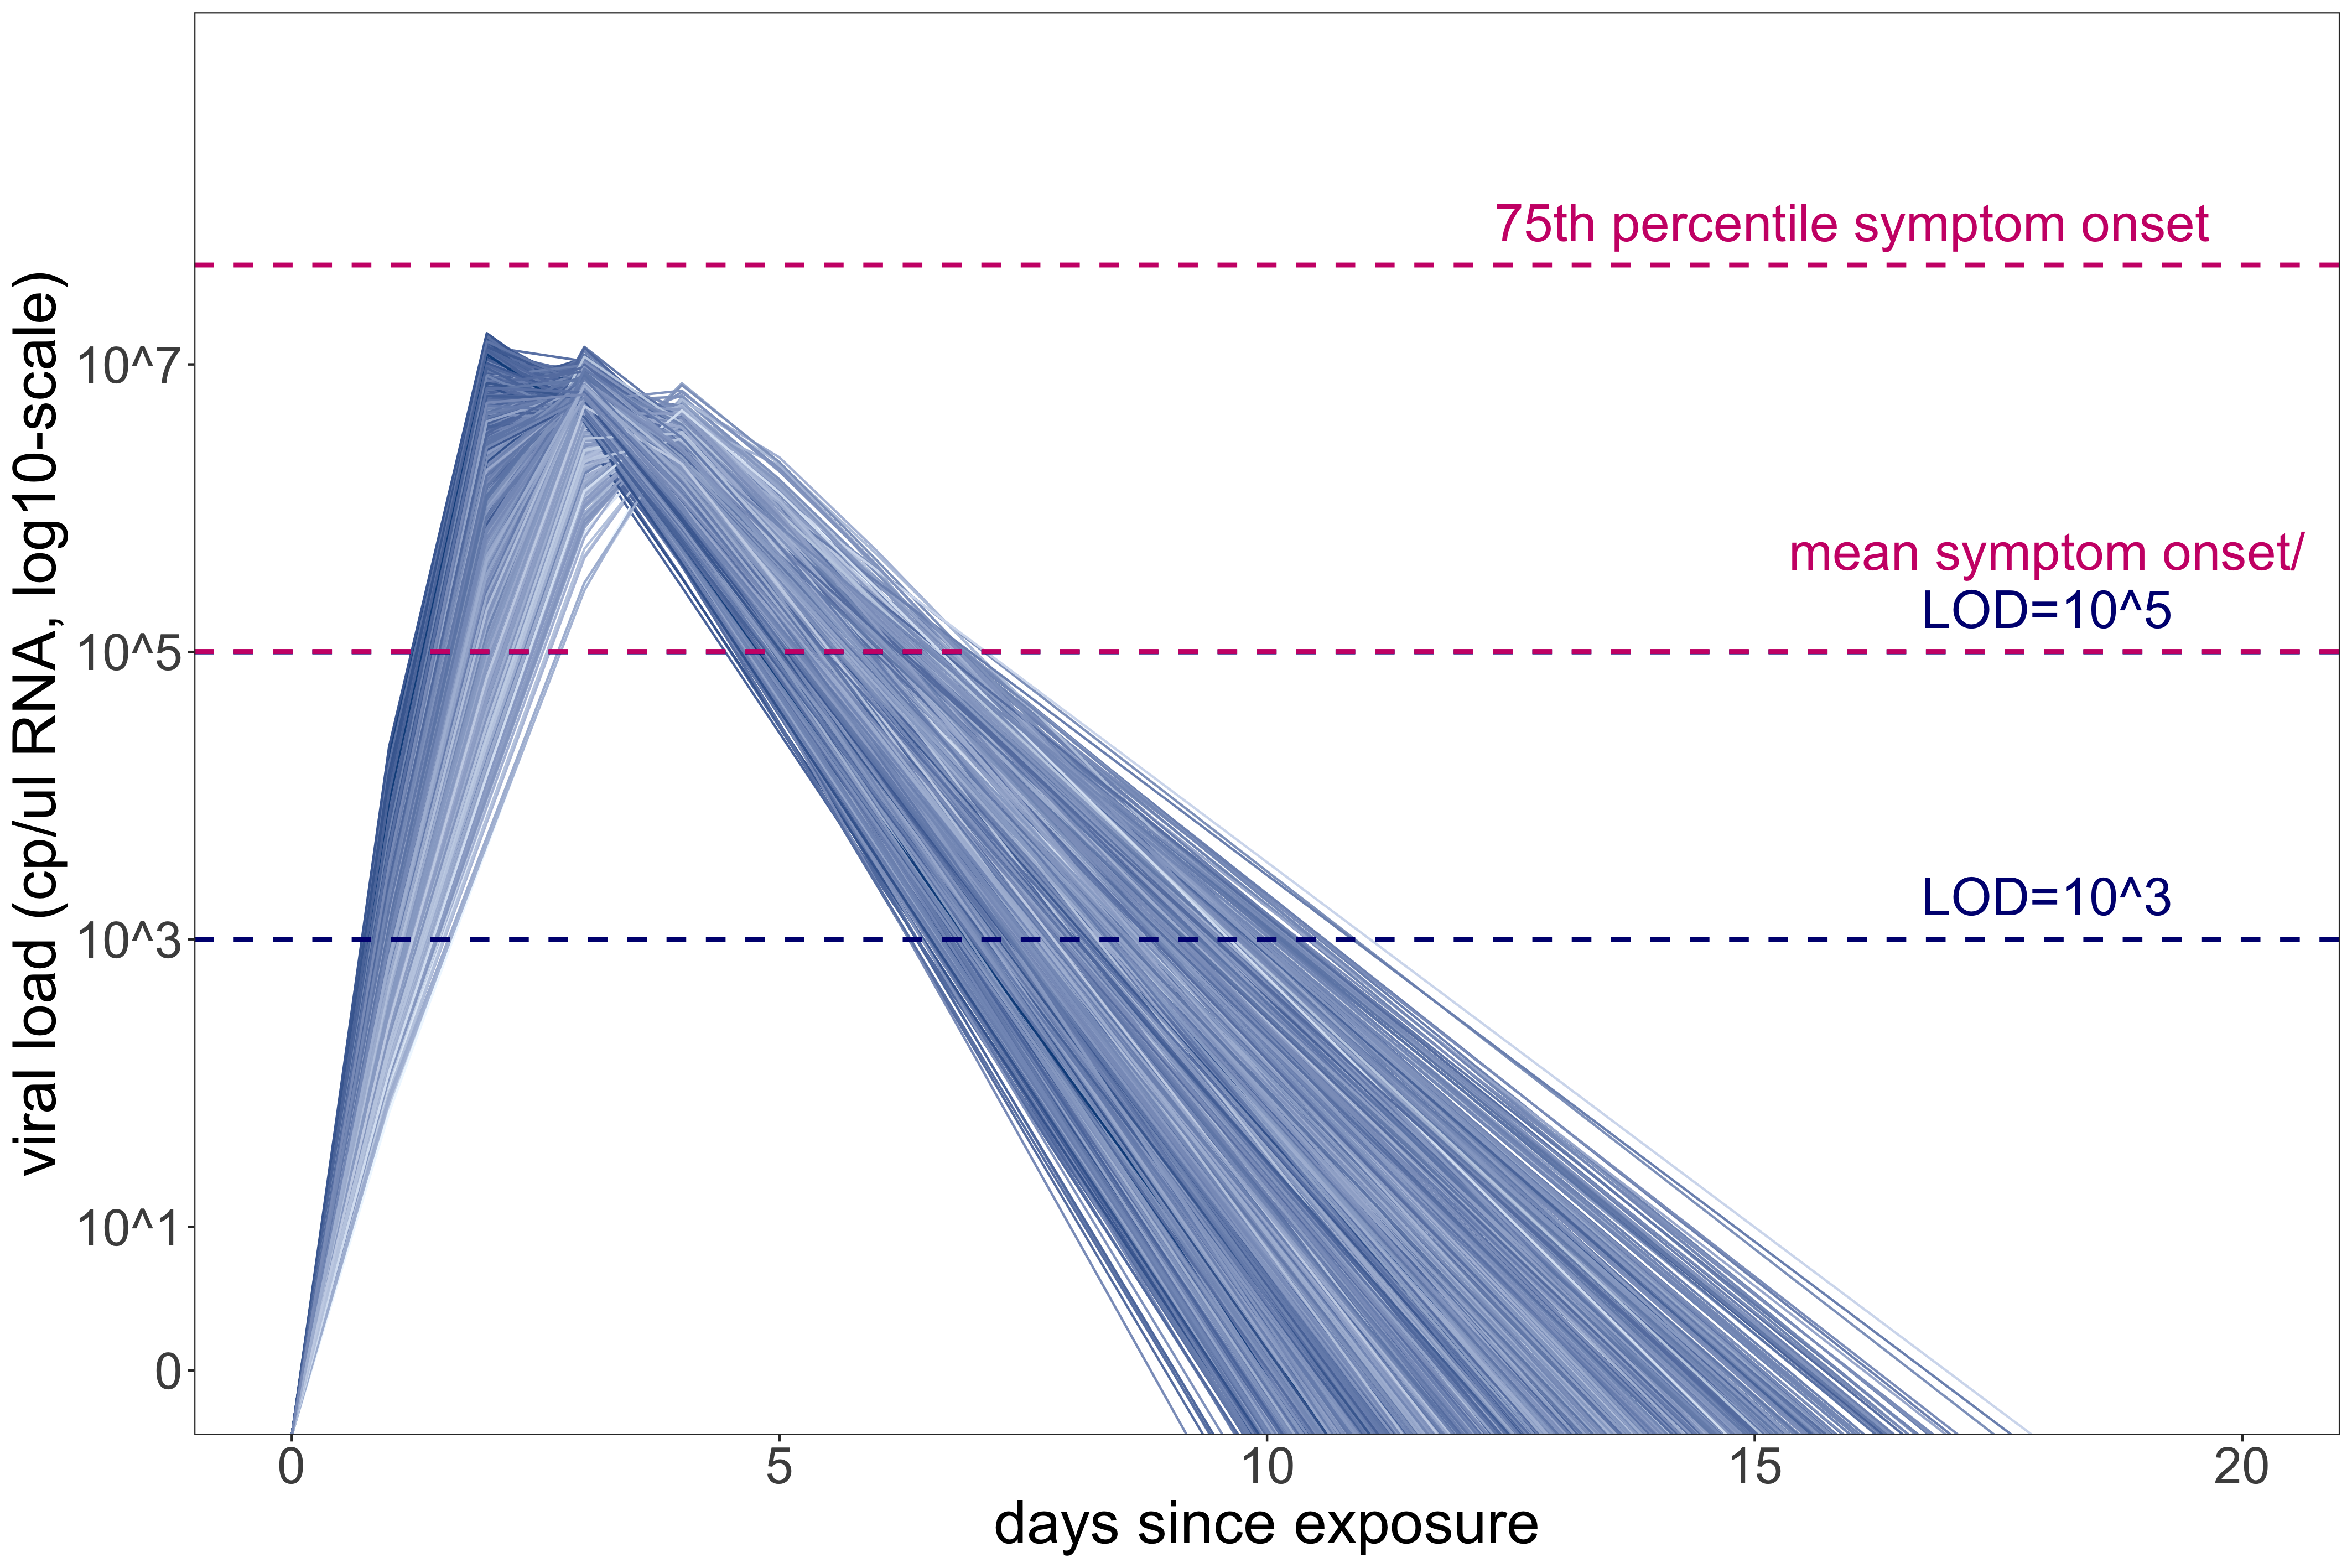 75th percentile symptom onset
mean symptom onset/
LOD=10^5
LOD=10^3
viral load (cp/ul RNA, log10-scale)
10^7
10^5
10^3
10^1
0
0 5 10 15 20
days since exposure